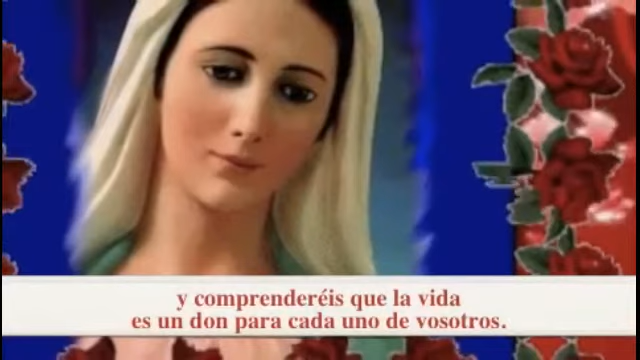 y comprenderéis que la vida
es un don para cada uno de vosotros.